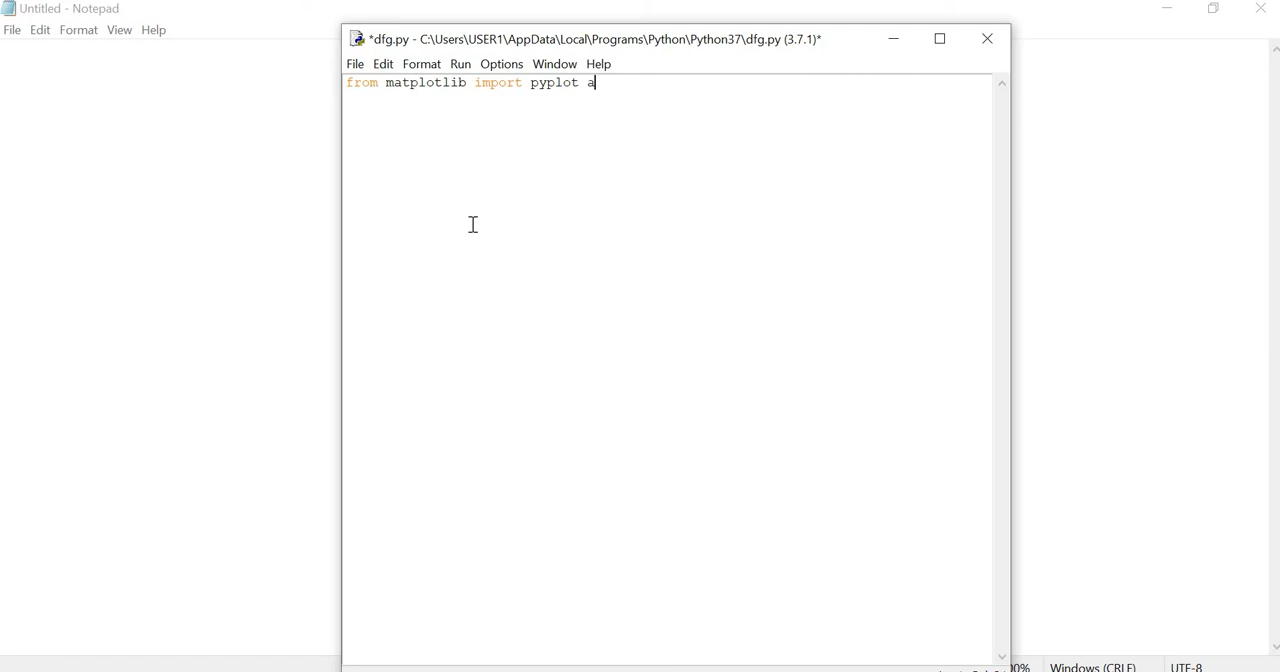 Untitled - Notepad
File Edit Format View Help
*dfg.py - C:\Users\USER1\AppData\Local\Programs\Python\Python37\dfg.py (3.7.1)*
File Edit Format Run Options Window Help
from matplotlib import pyplot a
Windows (CRLF) UTF-8